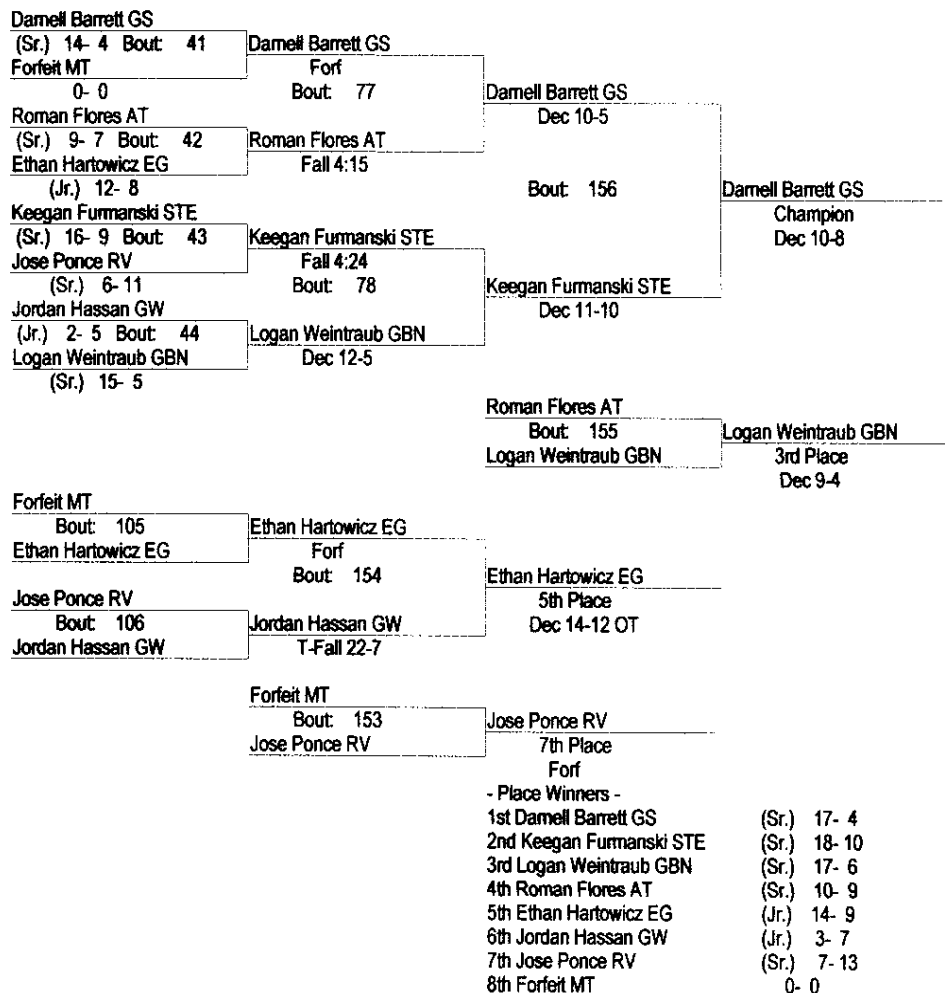 Darnell Barrett GS
(Sr.) 14- 4 Bout: 41
Forfeit MT
0- 0
Roman Flores AT
(Sr.) 9- 7 Bout: 42
Ethan Hartowicz EG
(Jr.) 12- 8
Keegan Furmanski STE
(Sr.) 16- 9 Bout: 43
Jose Ponce RV
(Sr.) 6- 11
Jordan Hassan GW
(Jr.) 2- 5 Bout: 44
Logan Weintraub GBN
(Sr.) 15- 5
Darnell Barrett GS
Forf
Bout: 77
Roman Flores AT
Fall 4:15
Keegan Furmanski STE
Fall 4:24
Bout: 78
Logan Weintraub GBN
Dec 12-5
Darnell Barrett GS
Dec 10-5
Bout: 156
Keegan Furmanski STE
Dec 11-10
Darnell Barrett GS
Champion
Dec 10-8
Roman Flores AT
Bout: 155
Logan Weintraub GBN
Logan Weintraub GBN
3rd Place
Dec 9-4
Forfeit MT
Bout: 105
Ethan Hartowicz EG
Jose Ponce RV
Bout: 106
Jordan Hassan GW
Ethan Hartowicz EG
Forf
Bout: 154
Jordan Hassan GW
T-Fall 22-7
Ethan Hartowicz EG
5th Place
Dec 14-12 OT
Forfeit MT
Bout: 153
Jose Ponce RV
Jose Ponce RV
7th Place
Forf
- Place Winners -
1st Darnell Barrett GS (Sr.) 17- 4
2nd Keegan Furmanski STE (Sr.) 18- 10
3rd Logan Weintraub GBN (Sr.) 17- 6
4th Roman Flores AT (Sr.) 10- 9
5th Ethan Hartowicz EG (Jr.) 14- 9
6th Jordan Hassan GW (Jr.) 3- 7
7th Jose Ponce RV (Sr.) 7- 13
8th Forfeit MT 0- 0